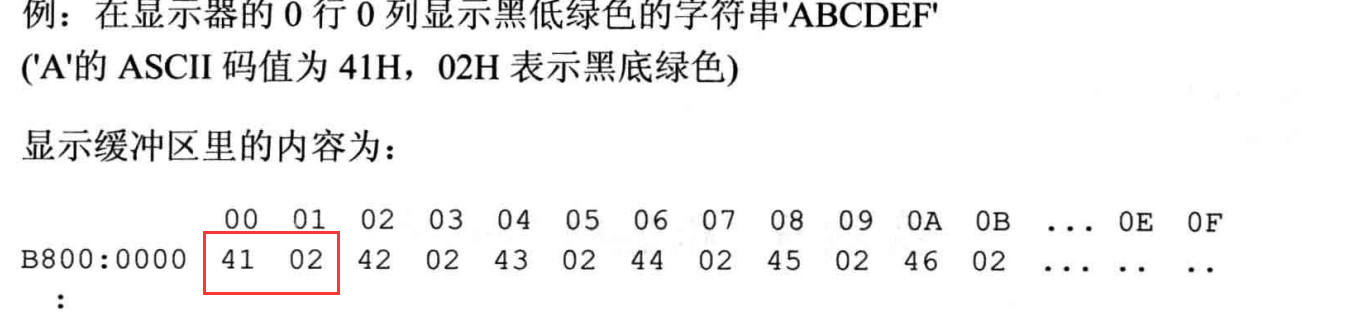 例：在显示器的 0 行 0 列显示黑低绿色的字符串'ABCDEF'
('A'的 ASCII 码值为 41H，02H 表示黑底绿色)
显示缓冲区里的内容为：
00 01 02 03 04 05 06 07 08 09 0A 0B ... 0E 0F
B800:0000 41 02 42 02 43 02 44 02 45 02 46 02 ... .. ..
: